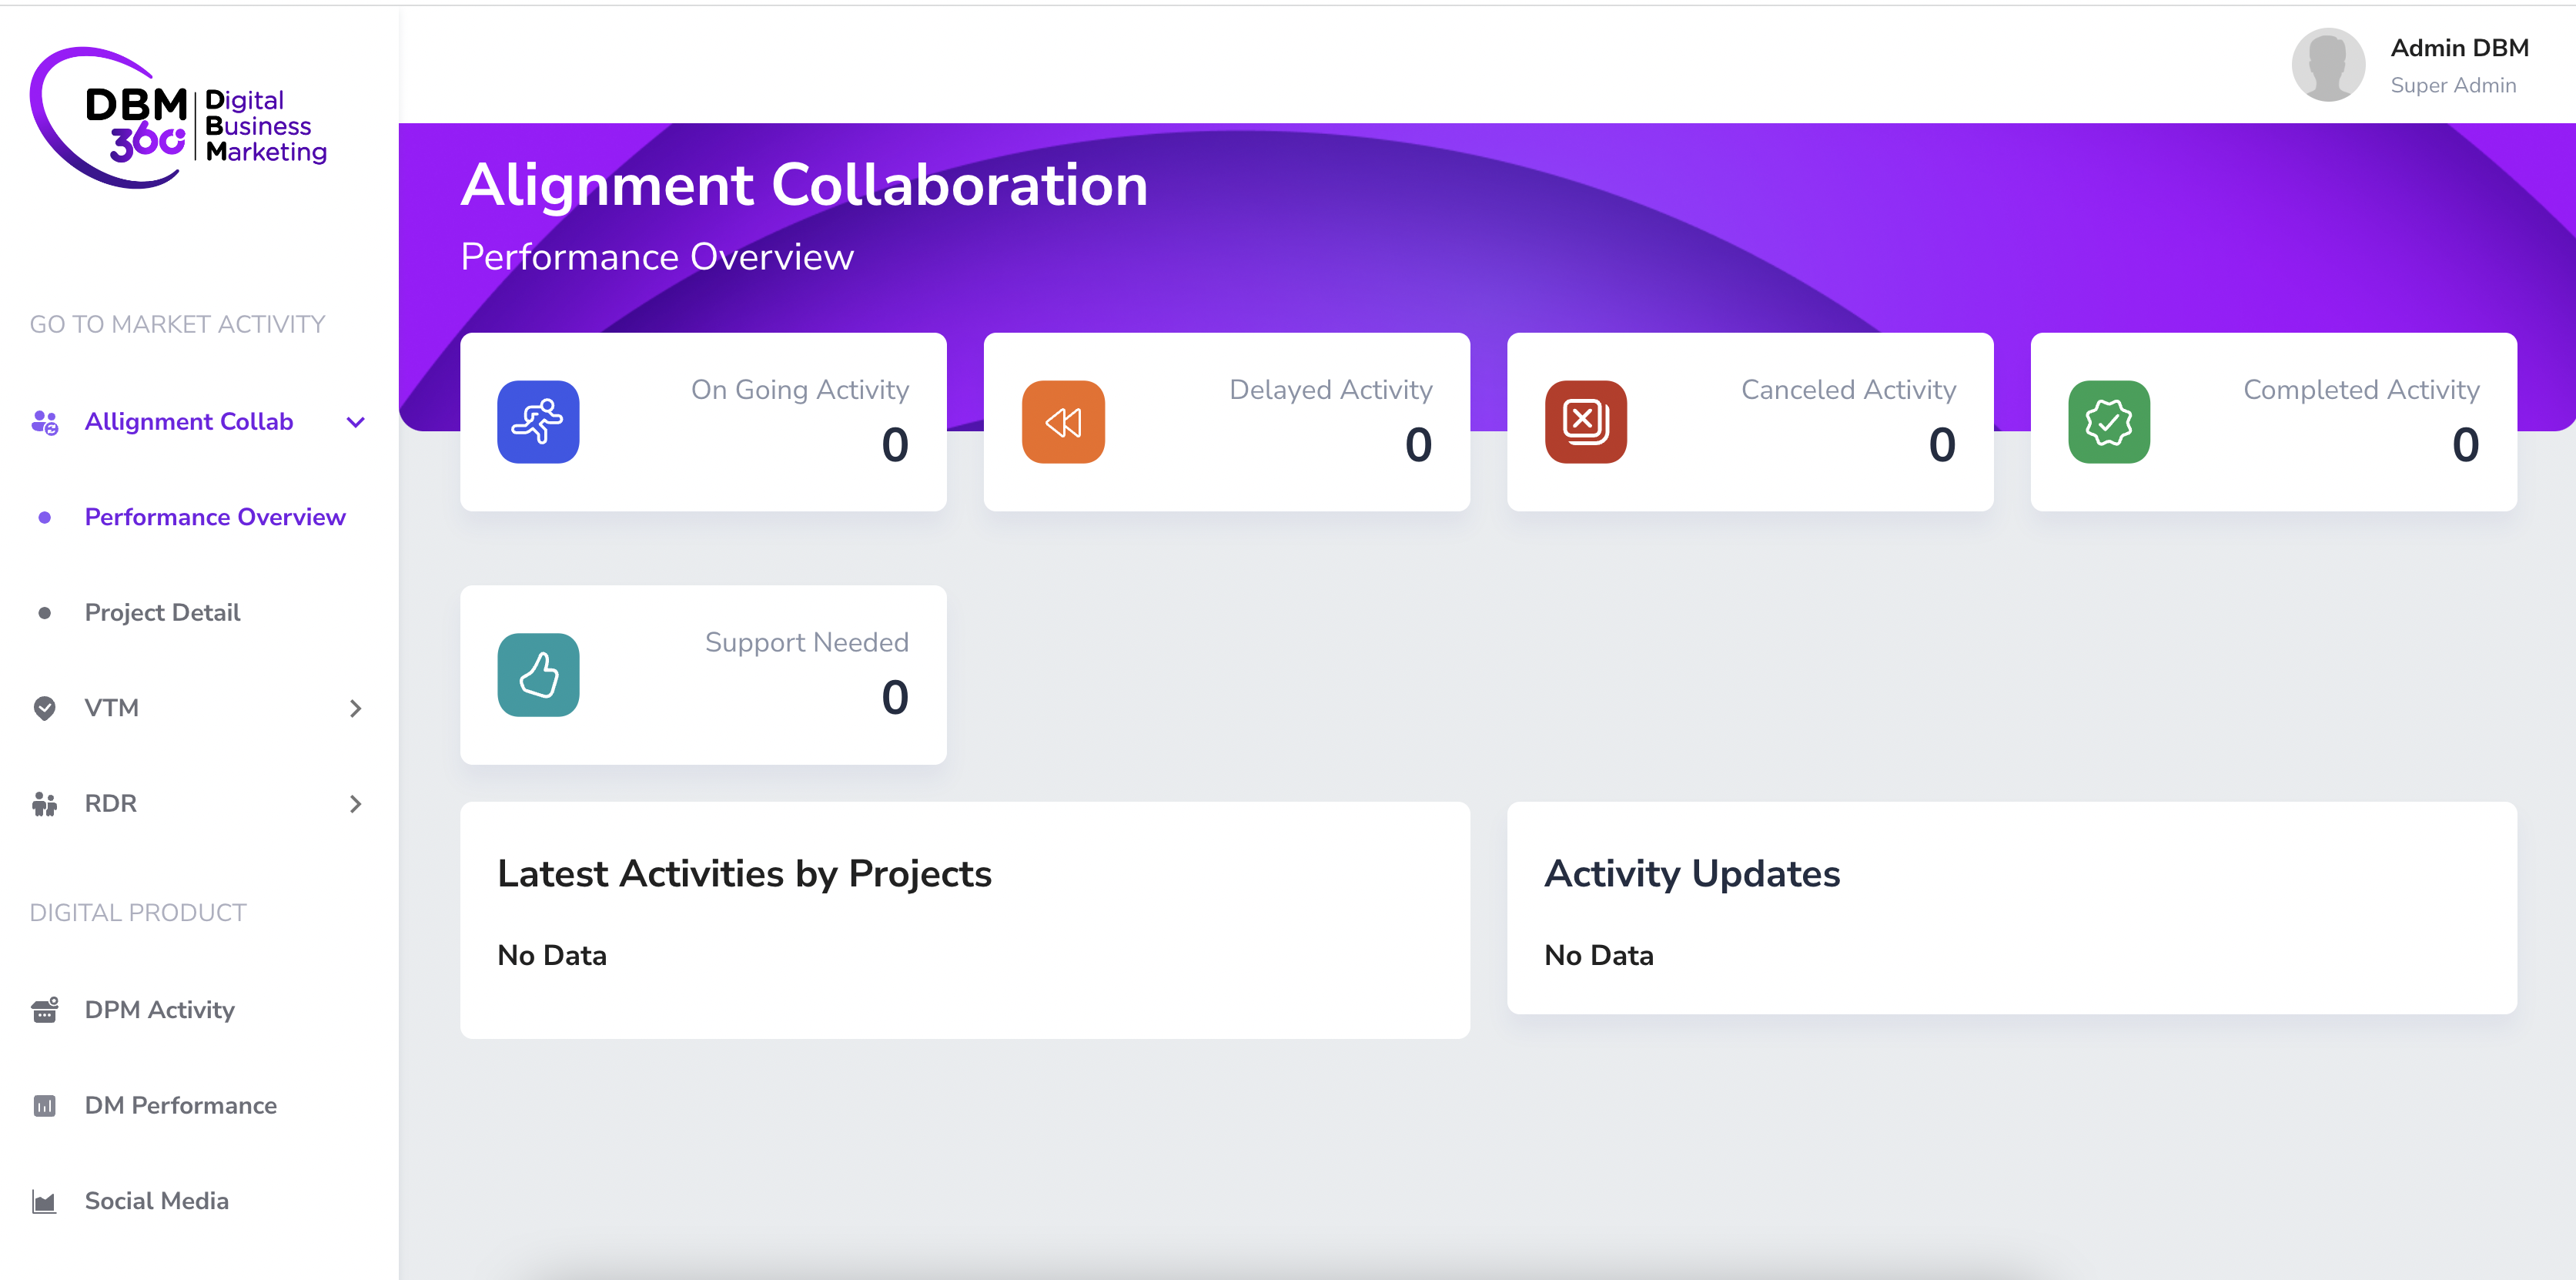 DBM
360
Digital
Business
Marketing
GO TO MARKET ACTIVITY
Allignment Collab
Performance Overview
Project Detail
VTM
RDR
DIGITAL PRODUCT
DPM Activity
DM Performance
Social Media
Admin DBM
Super Admin
Alignment Collaboration
Performance Overview
On Going Activity
0
Delayed Activity
0
Canceled Activity
0
Completed Activity
0
Support Needed
0
Latest Activities by Projects
No Data
Activity Updates
No Data